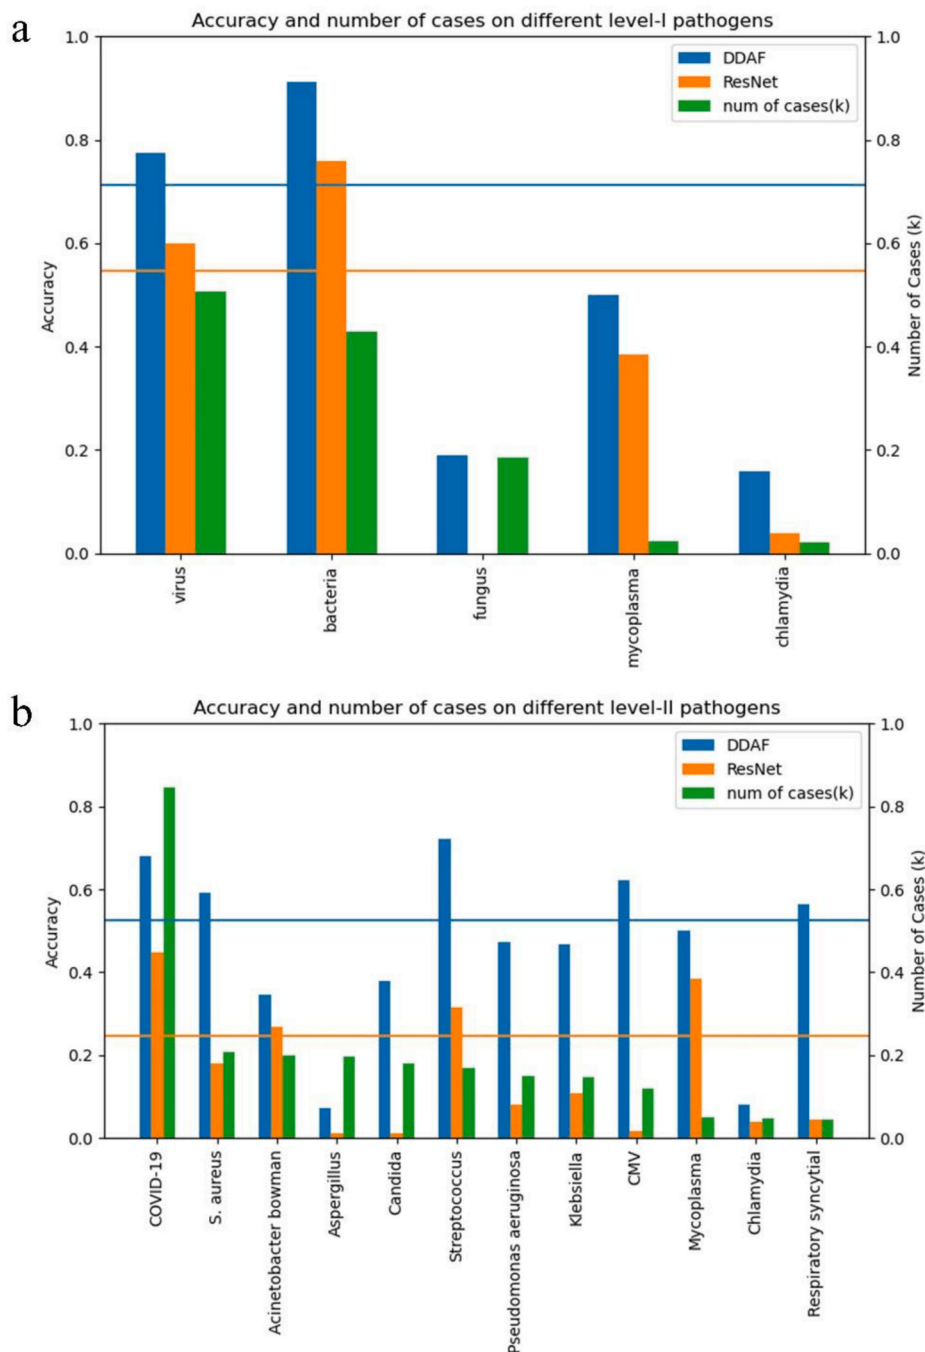 a
Accuracy and number of cases on different level-I pathogens
1.0
0.8
0.6
0.4
0.2
0.0
Accuracy
DDAF
ResNet
num of cases(k)
1.0
0.8
0.6
0.4
0.2
0.0
Number of Cases (k)
virus
bacteria
fungus
mycoplasma
chlamydia
b
Accuracy and number of cases on different level-II pathogens
1.0
0.8
0.6
0.4
0.2
0.0
Accuracy
DDAF
ResNet
num of cases(k)
1.0
0.8
0.6
0.4
0.2
0.0
Number of Cases (k)
COVID-19
S. aureus
Acinetobacter bowman
Aspergillus
Candida
Streptococcus
Pseudomonas aeruginosa
Klebsiella
CMV
Mycoplasma
Chlamydia
Respiratory syncytial